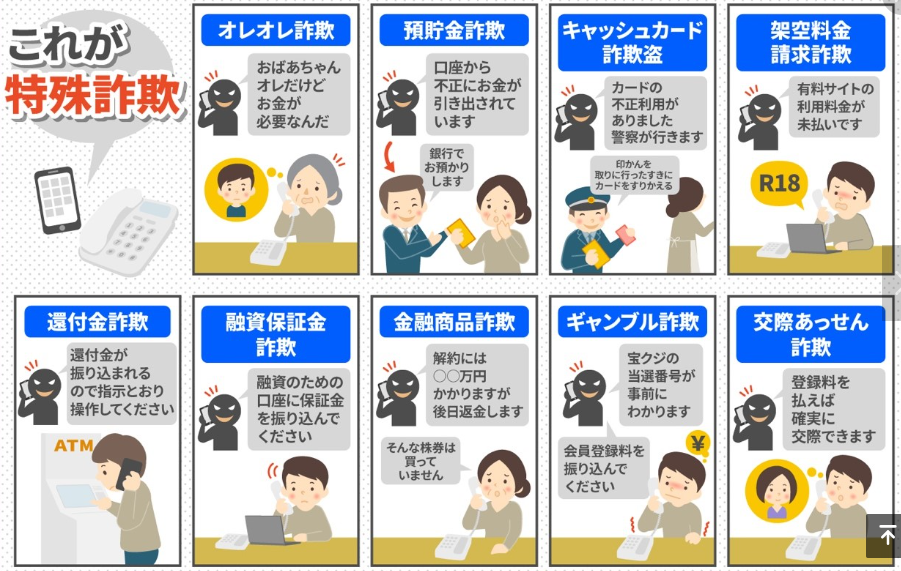 これが
特殊詐欺
オレオレ詐欺
おばあちゃん
オレだけど
お金が
必要なんだ
預貯金詐欺
口座から
不正にお金が
引き出されて
います
銀行で
お預かり
します
キャッシュカード
詐欺盗
カードの
不正利用が
ありました
警察が行きます
印かんを
取りに行ったすきに
カードをすりかえる
架空料金
請求詐欺
有料サイトの
利用料金が
未払いです
R18
還付金詐欺
還付金が
振り込まれる
ので指示とおり
操作してください
ATM
融資保証金
詐欺
融資のための
口座に保証金
を振り込んで
ください
金融商品詐欺
解約には
〇〇万円
かかりますが
後日返金します
そんな株券は
買って
いません
ギャンブル詐欺
宝クジの
当選番号が
事前に
わかります
会員登録料を
振り込んで
ください
¥
交際あっせん
詐欺
登録料を
払えば
確実に
交際できます